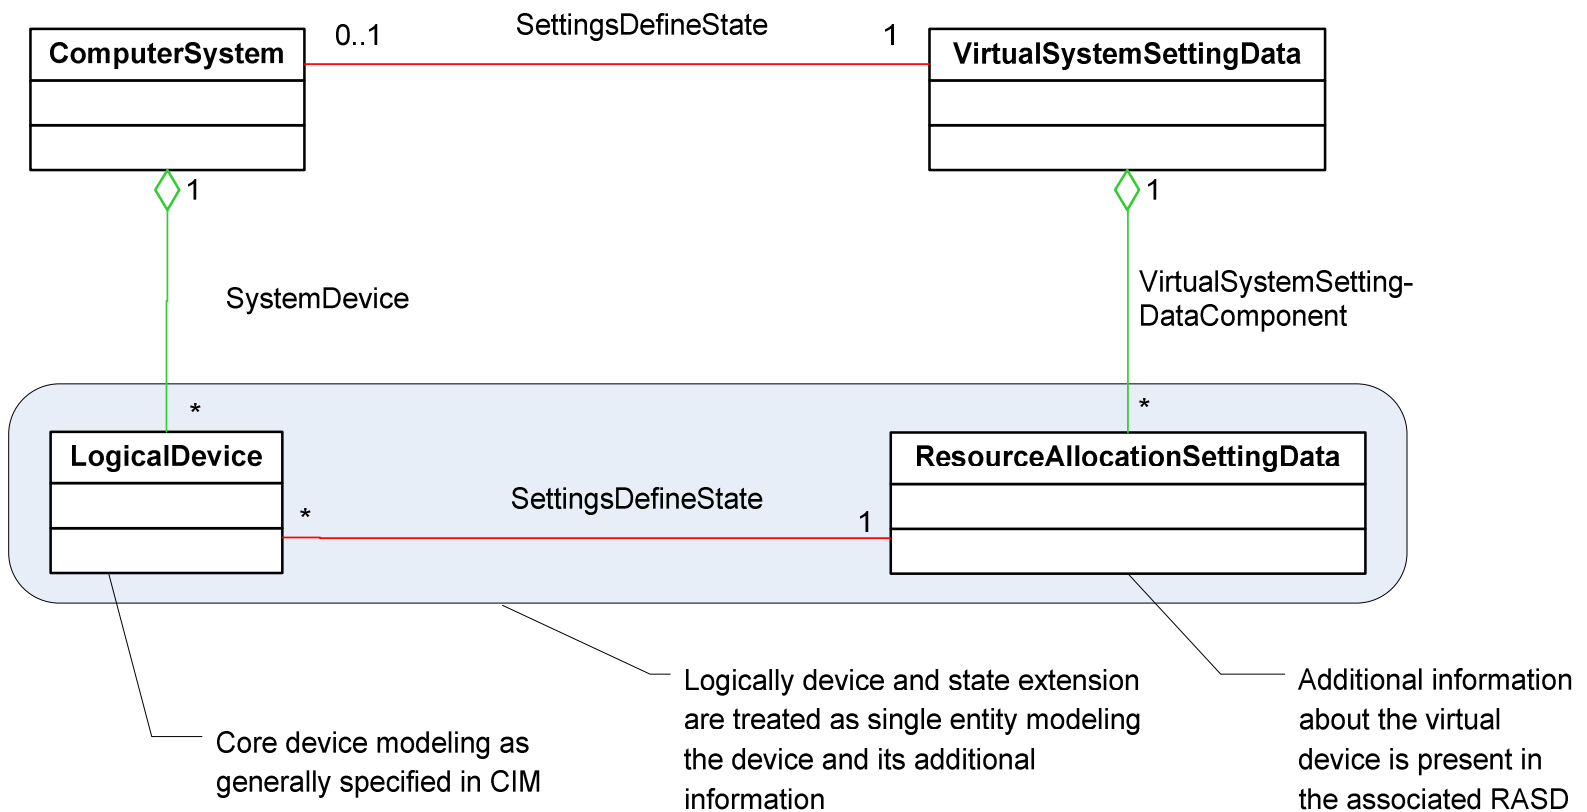 SettingsDefineState
0..1
1
ComputerSystem
VirtualSystemSettingData
1
1
SystemDevice
VirtualSystemSetting-
DataComponent
*
*
LogicalDevice
ResourceAllocationSettingData
SettingsDefineState
*
1
Core device modeling as
generally specified in CIM
Logically device and state extension
are treated as single entity modeling
the device and its additional
information
Additional information
about the virtual
device is present in
the associated RASD